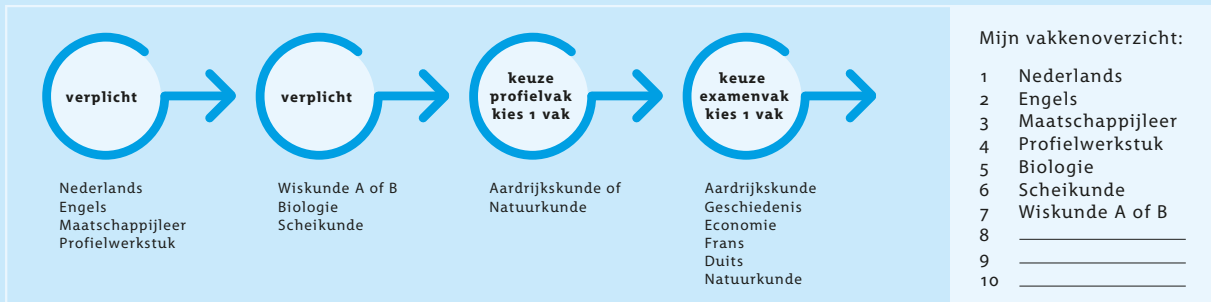 verplicht
Nederlands
Engels
Maatschappijleer
Profielwerkstuk
verplicht
Wiskunde A of B
Biologie
Scheikunde
keuze
profielvak
kies 1 vak
Aardrijkskunde of
Natuurkunde
keuze
examenvak
kies 1 vak
Aardrijkskunde
Geschiedenis
Economie
Frans
Duits
Natuurkunde
Mijn vakkenoverzicht:
1 Nederlands
2 Engels
3 Maatschappijleer
4 Profielwerkstuk
5 Biologie
6 Scheikunde
7 Wiskunde A of B
8
9
10